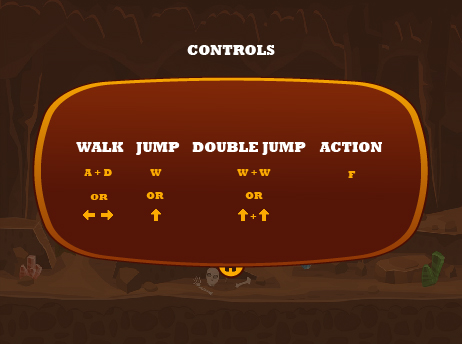 CONTROLS
WALK JUMP DOUBLE JUMP ACTION
A + D W W + W F
OR OR OR
+